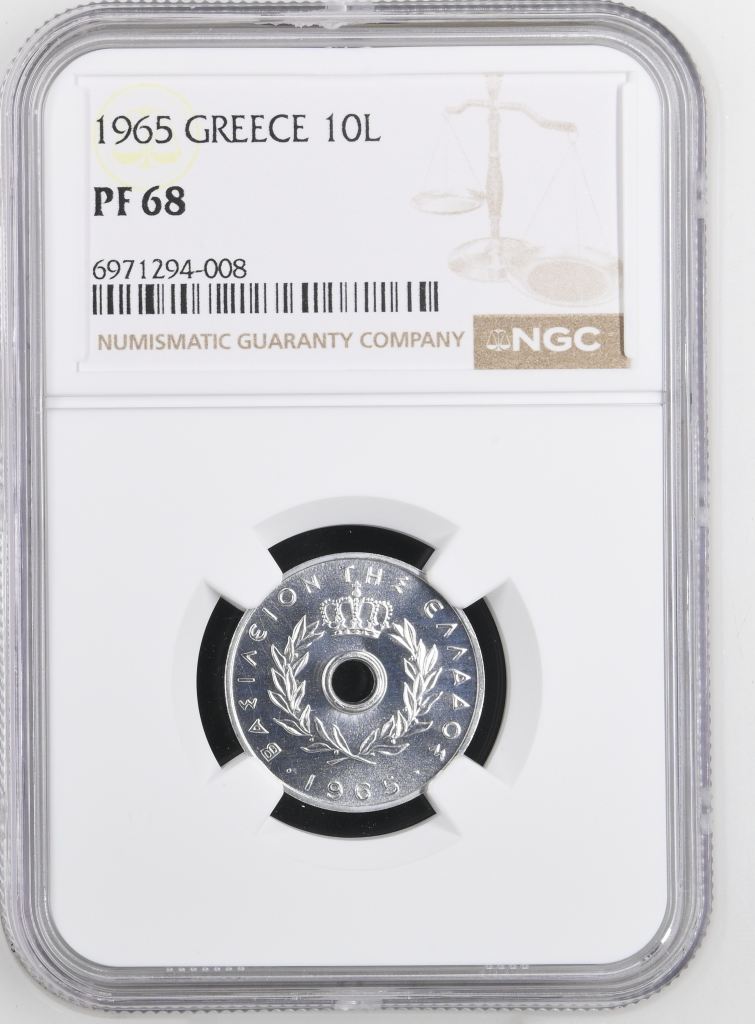 1965 GREECE 10L
PF 68
6971294-008
NUMISMATIC GUARANTY COMPANY
NGC
ΒΑΣΙΛΕΙΟΝ ΤΗΣ ΕΛΛΑΔΟΣ
· 1965 ·